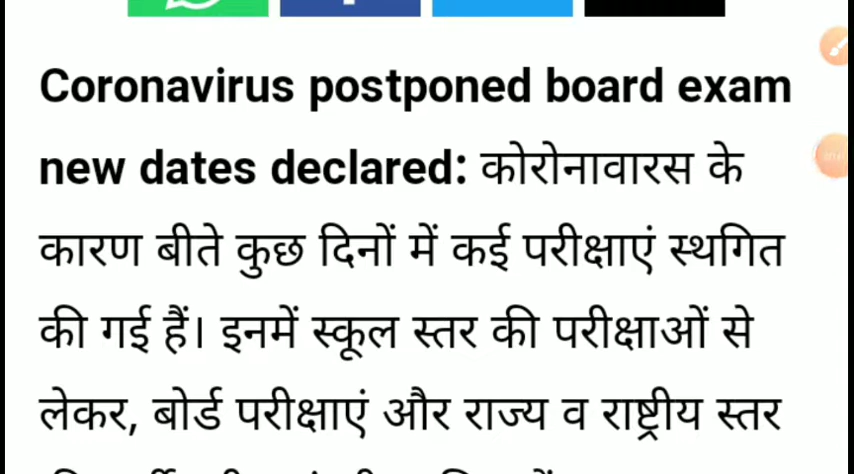 Coronavirus postponed board exam
new dates declared: कोरोनावारस के
कारण बीते कुछ दिनों में कई परीक्षाएं स्थगित
की गई हैं। इनमें स्कूल स्तर की परीक्षाओं से
लेकर, बोर्ड परीक्षाएं और राज्य व राष्ट्रीय स्तर